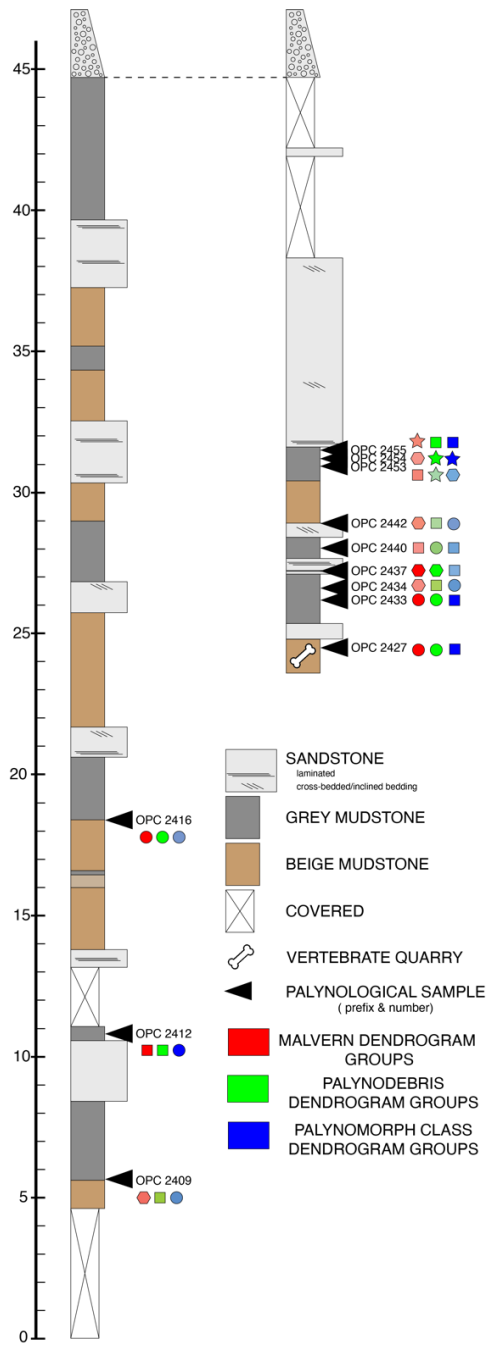 45
40
35
30
25
20
15
10
5
0
OPC 2416
OPC 2412
OPC 2409
OPC 2455
OPC 2454
OPC 2453
OPC 2442
OPC 2440
OPC 2437
OPC 2434
OPC 2433
OPC 2427
SANDSTONE
laminated
cross-bedded/inclined bedding
GREY MUDSTONE
BEIGE MUDSTONE
COVERED
VERTEBRATE QUARRY
PALYNOLOGICAL SAMPLE
( prefix & number)
MALVERN DENDROGRAM
GROUPS
PALYNODEBRIS
DENDROGRAM GROUPS
PALYNOMORPH CLASS
DENDROGRAM GROUPS